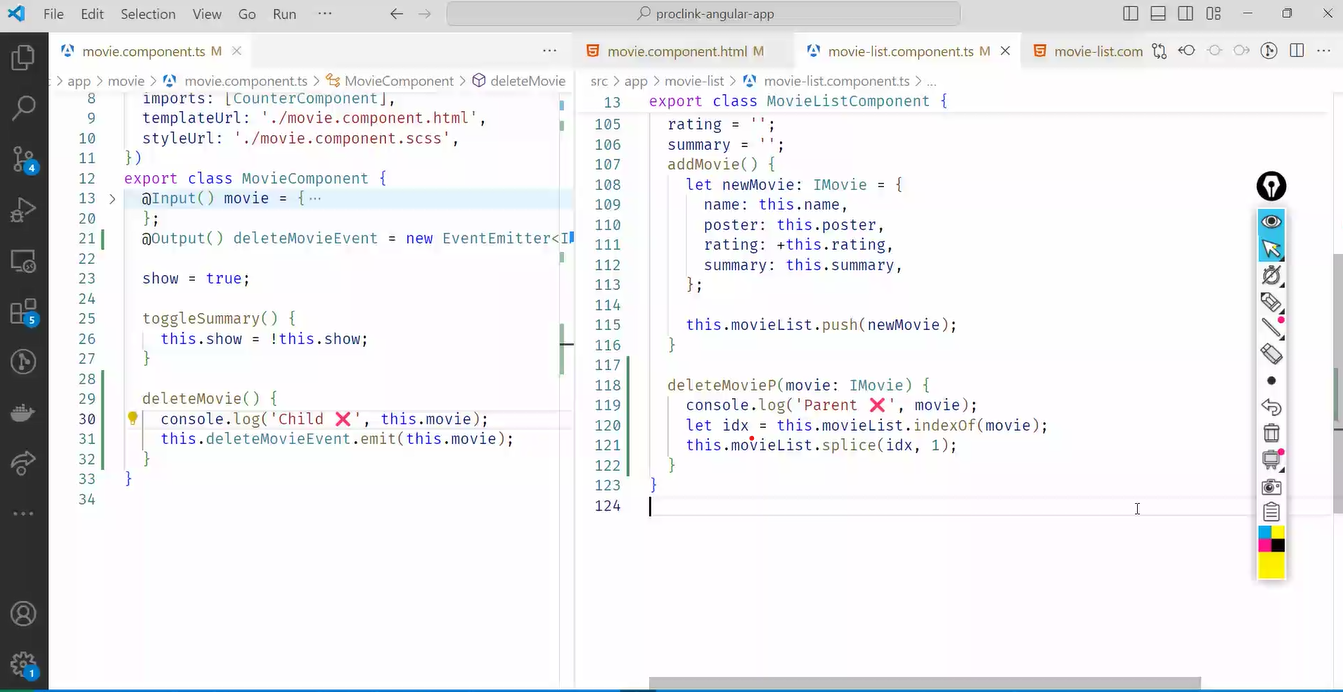 File Edit Selection View Go Run ··· proclink-angular-app
movie.component.ts M
movie.component.html M movie-list.component.ts M movie-list.com
app > movie > movie.component.ts > MovieComponent > deleteMovie
src > app > movie-list > movie-list.component.ts > ...
8 imports: [CounterComponent],
9 templateUrl: './movie.component.html',
10 styleUrl: './movie.component.scss',
11 })
12 export class MovieComponent {
13 @Input() movie = { ···
20 };
21 @Output() deleteMovieEvent = new EventEmitter<I
22
23 show = true;
24
25 toggleSummary() {
26 this.show = !this.show;
27 }
28
29 deleteMovie() {
30 console.log('Child ❌', this.movie);
31 this.deleteMovieEvent.emit(this.movie);
32 }
33 }
34
13 export class MovieListComponent {
105 rating = '';
106 summary = '';
107 addMovie() {
108 let newMovie: IMovie = {
109 name: this.name,
110 poster: this.poster,
111 rating: +this.rating,
112 summary: this.summary,
113 };
114
115 this.movieList.push(newMovie);
116 }
117
118 deleteMovieP(movie: IMovie) {
119 console.log('Parent ❌', movie);
120 let idx = this.movieList.indexOf(movie);
121 this.movieList.splice(idx, 1);
122 }
123 }
124
4
5
1